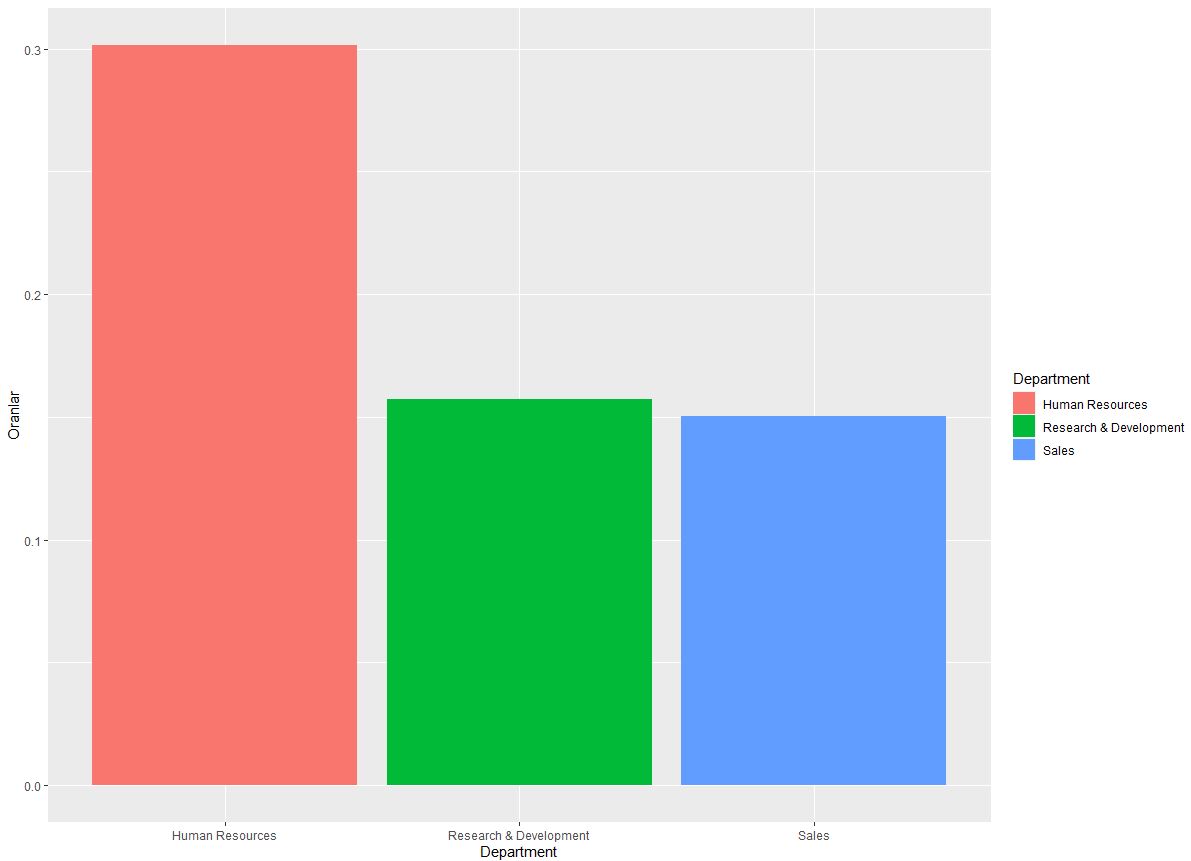 Oranlar
0.3
0.2
0.1
0.0
Human Resources
Research & Development
Sales
Department
Department
Human Resources
Research & Development
Sales